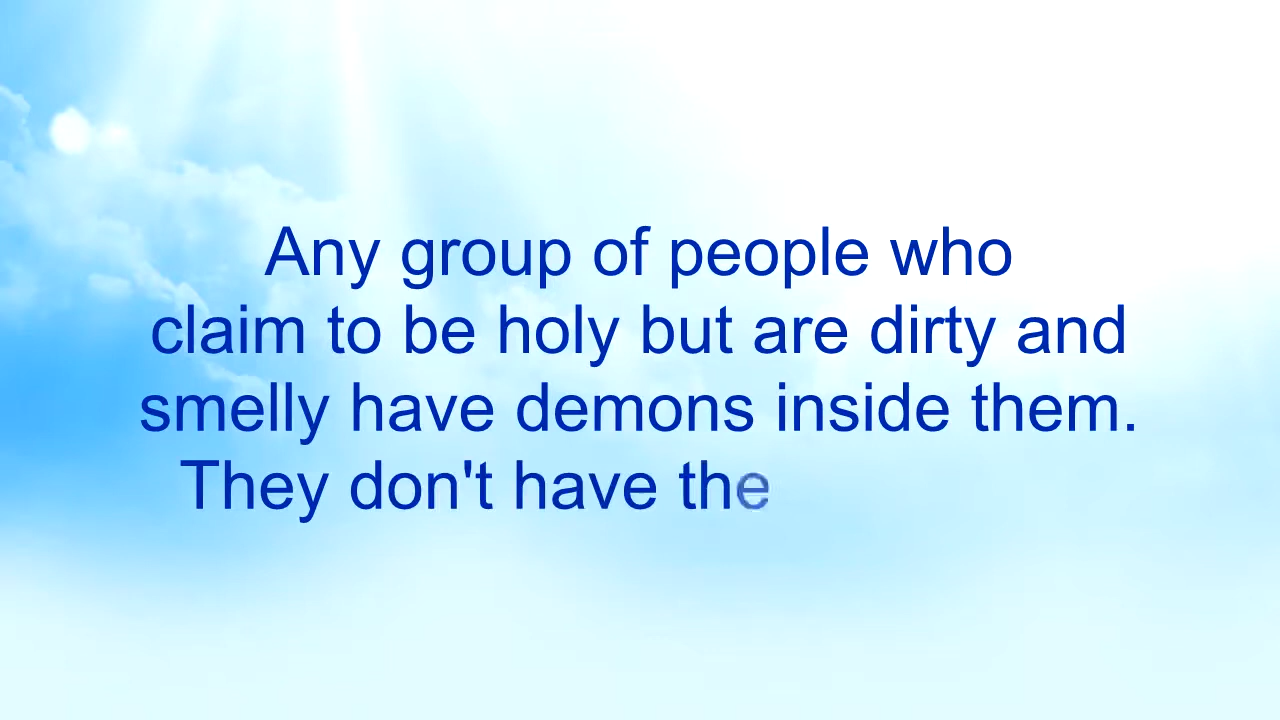 Any group of people who
claim to be holy but are dirty and
smelly have demons inside them.
They don't have the